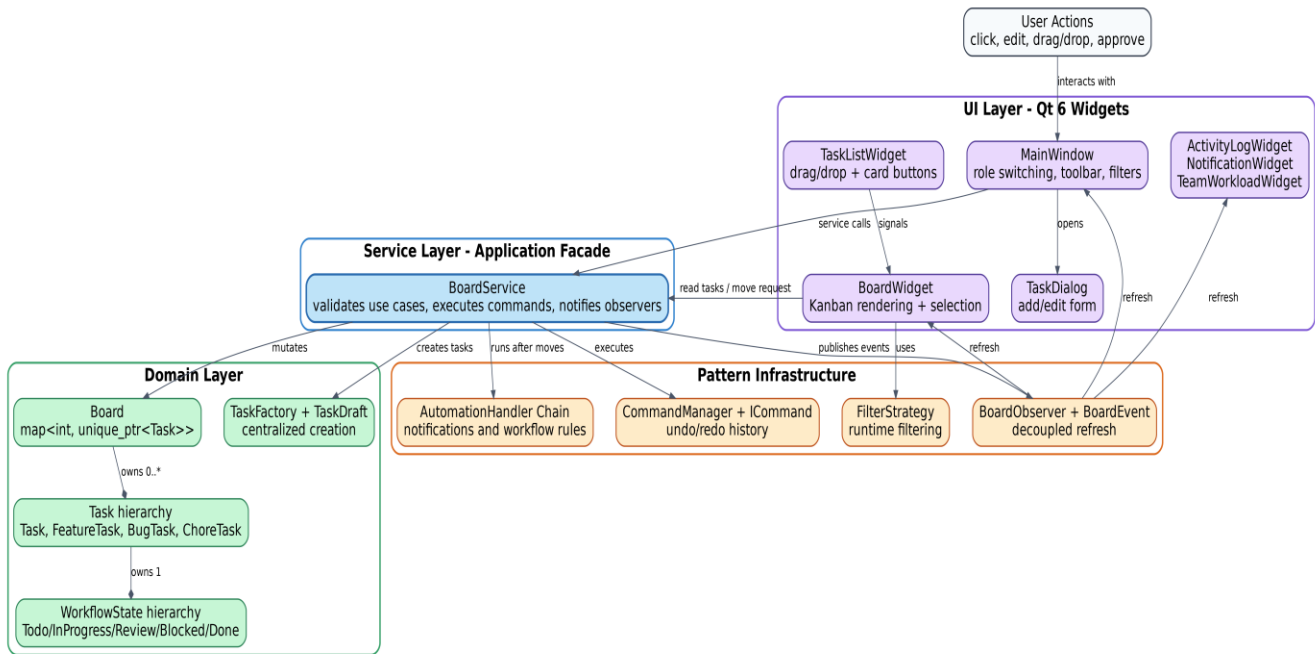 User Actions
click, edit, drag/drop, approve
interacts with
UI Layer - Qt 6 Widgets
TaskListWidget
drag/drop + card buttons
MainWindow
role switching, toolbar, filters
ActivityLogWidget
NotificationWidget
TeamWorkloadWidget
service calls
signals
opens
Service Layer - Application Facade
BoardService
validates use cases, executes commands, notifies observers
read tasks / move request
BoardWidget
Kanban rendering + selection
TaskDialog
add/edit form
refresh
refresh
mutates
creates tasks
runs after moves
executes
publishes events
uses
refresh
Domain Layer
Board
map<int, unique_ptr<Task>>
TaskFactory + TaskDraft
centralized creation
Pattern Infrastructure
AutomationHandler Chain
notifications and workflow rules
CommandManager + ICommand
undo/redo history
FilterStrategy
runtime filtering
BoardObserver + BoardEvent
decoupled refresh
owns 0..*
Task hierarchy
Task, FeatureTask, BugTask, ChoreTask
owns 1
WorkflowState hierarchy
Todo/InProgress/Review/Blocked/Done